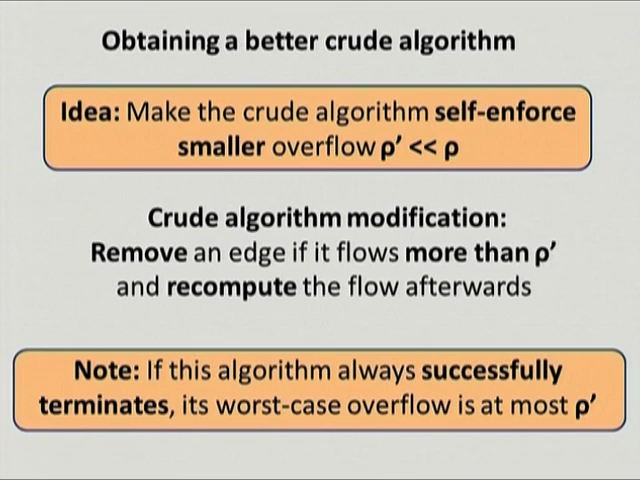 Obtaining a better crude algorithm
Idea: Make the crude algorithm self-enforce
smaller overflow ρ’ << ρ
Crude algorithm modification:
Remove an edge if it flows more than ρ’
and recompute the flow afterwards
Note: If this algorithm always successfully
terminates, its worst-case overflow is at most ρ’